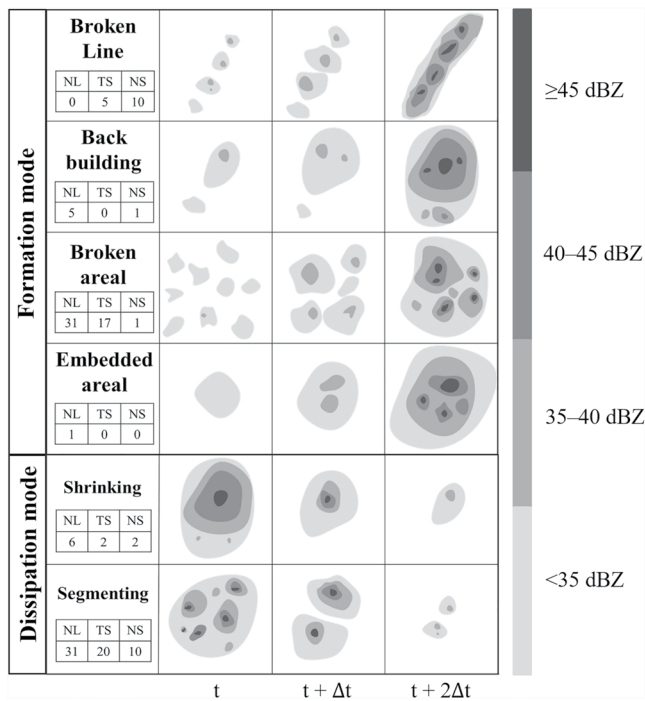 Formation mode
Broken
Line
NL TS NS
0 5 10
Back
building
NL TS NS
5 0 1
Broken
areal
NL TS NS
31 17 1
Embedded
areal
NL TS NS
1 0 0
Dissipation mode
Shrinking
NL TS NS
6 2 2
Segmenting
NL TS NS
31 20 10
t t + Δt t + 2Δt
≥45 dBZ
40–45 dBZ
35–40 dBZ
<35 dBZ